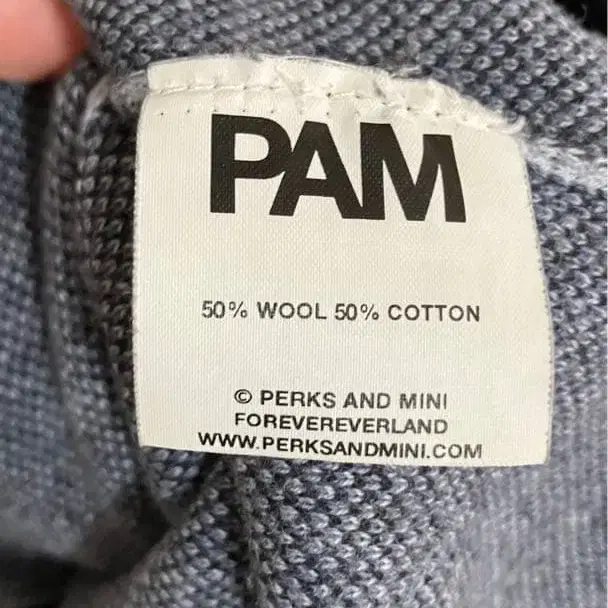 PAM
50% WOOL 50% COTTON
© PERKS AND MINI
FOREVEREVERLAND
WWW.PERKSANDMINI.COM